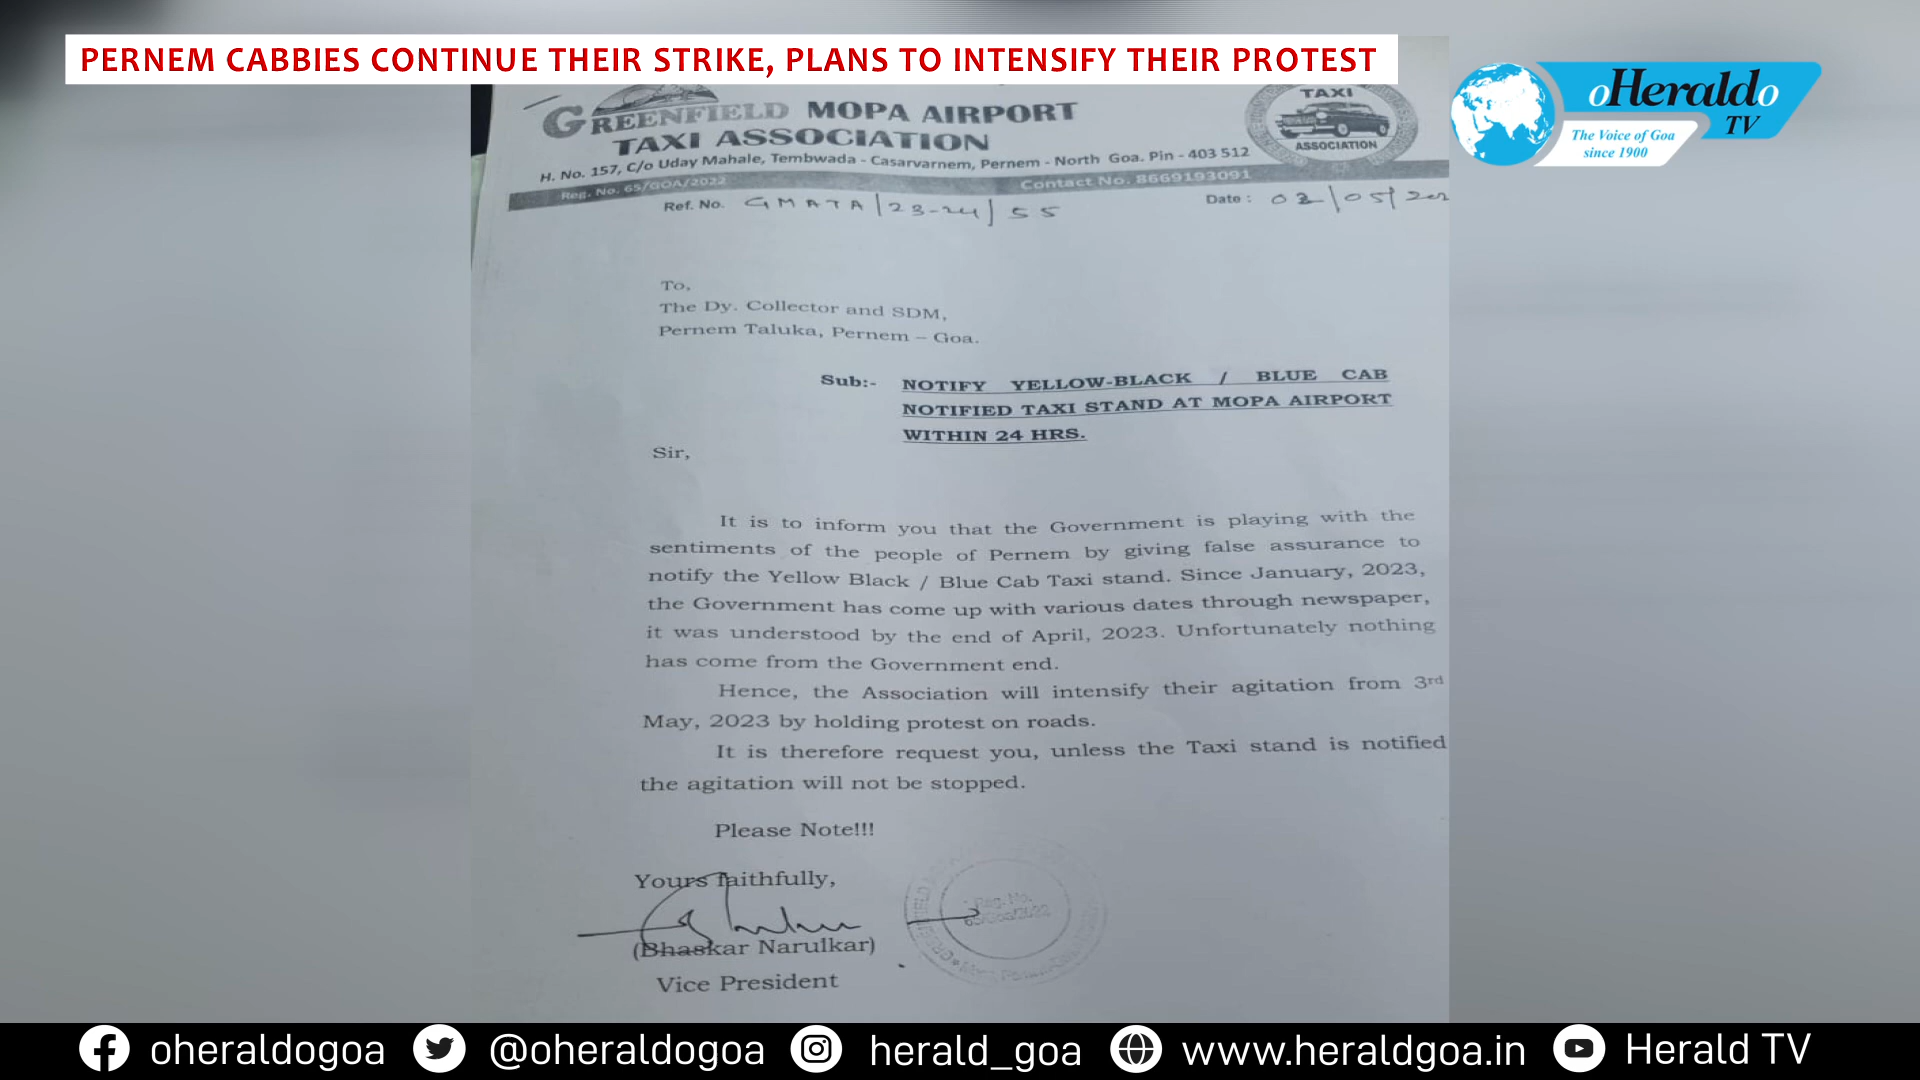 PERNEM CABBIES CONTINUE THEIR STRIKE, PLANS TO INTENSIFY THEIR PROTEST
oHeraldo
TV
The Voice of Goa
since 1900
GREENFIELD MOPA AIRPORT
TAXI ASSOCIATION
TAXI
ASSOCIATION
H. No. 157, C/o Uday Mahale, Tembwada - Casarvarnem, Pernem - North Goa. Pin - 403 512
Reg. No. 65/GOA/2022 Contact No. 8669193091
Ref. No. GMATA/23-24/55 Date : 02/05/
To,
The Dy. Collector and SDM,
Pernem Taluka, Pernem – Goa.
Sub:- NOTIFY YELLOW-BLACK / BLUE CAB
NOTIFIED TAXI STAND AT MOPA AIRPORT
WITHIN 24 HRS.
Sir,
It is to inform you that the Government is playing with the
sentiments of the people of Pernem by giving false assurance to
notify the Yellow Black / Blue Cab Taxi stand. Since January, 2023,
the Government has come up with various dates through newspaper,
it was understood by the end of April, 2023. Unfortunately nothing
has come from the Government end.
Hence, the Association will intensify their agitation from 3rd
May, 2023 by holding protest on roads.
It is therefore request you, unless the Taxi stand is notified
the agitation will not be stopped.
Please Note!!!
Yours faithfully,
(Bhaskar Narulkar)
Vice President
Reg. No.
65/Goa/2022
oheraldogoa @oheraldogoa herald_goa www.heraldgoa.in Herald TV